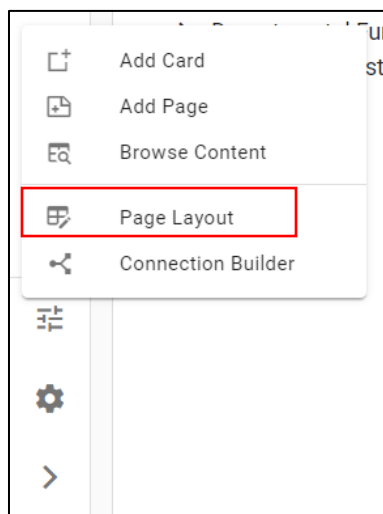 Add Card
Add Page
Browse Content
Page Layout
Connection Builder